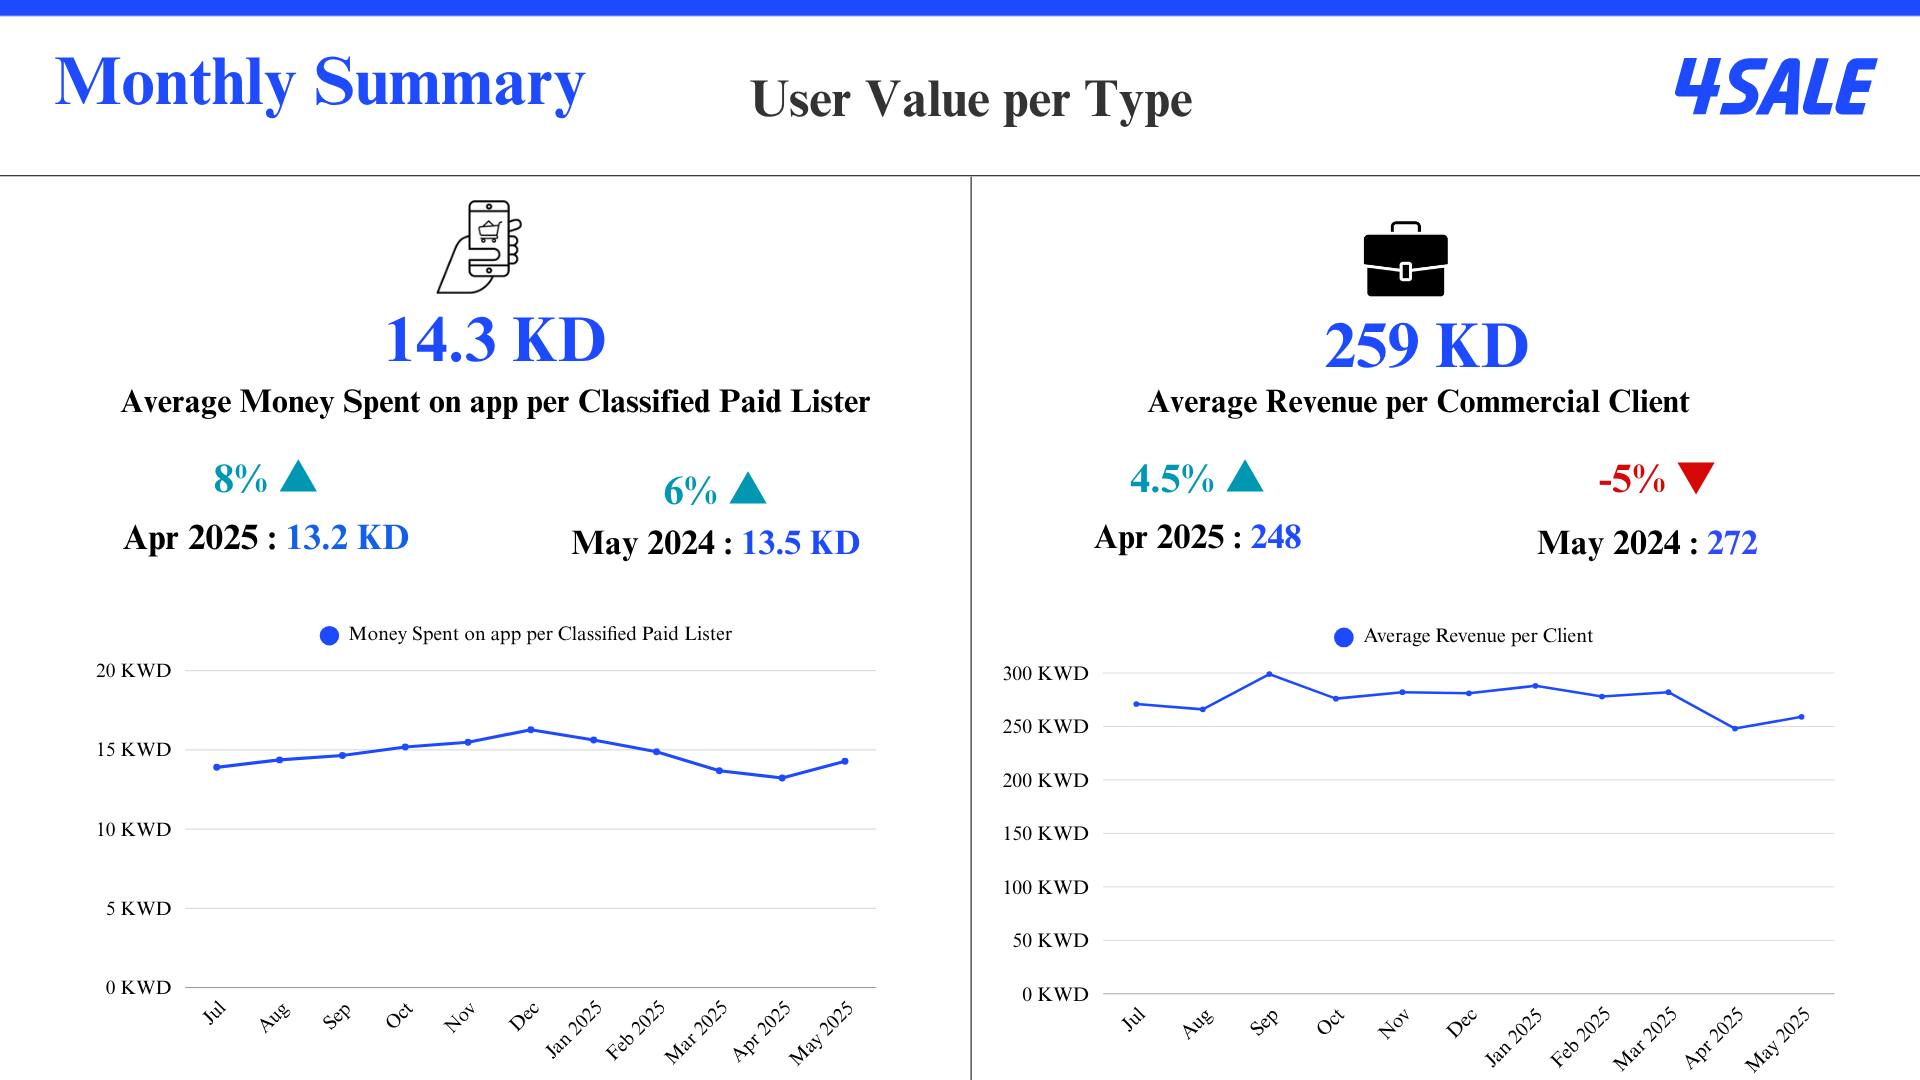 Monthly Summary
User Value per Type
4SALE
14.3 KD
Average Money Spent on app per Classified Paid Lister
8%
Apr 2025 : 13.2 KD
6%
May 2024 : 13.5 KD
Money Spent on app per Classified Paid Lister
20 KWD
15 KWD
10 KWD
5 KWD
0 KWD
Jul
Aug
Sep
Oct
Nov
Dec
Jan 2025
Feb 2025
Mar 2025
Apr 2025
May 2025
259 KD
Average Revenue per Commercial Client
4.5%
Apr 2025 : 248
-5%
May 2024 : 272
Average Revenue per Client
300 KWD
250 KWD
200 KWD
150 KWD
100 KWD
50 KWD
0 KWD
Jul
Aug
Sep
Oct
Nov
Dec
Jan 2025
Feb 2025
Mar 2025
Apr 2025
May 2025